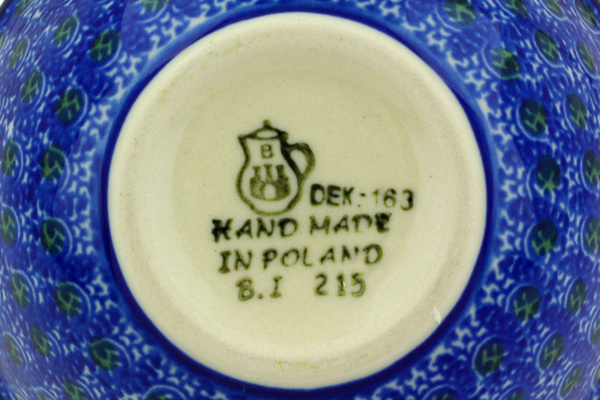 B
DEK:163
HAND MADE
IN POLAND
B.I 215